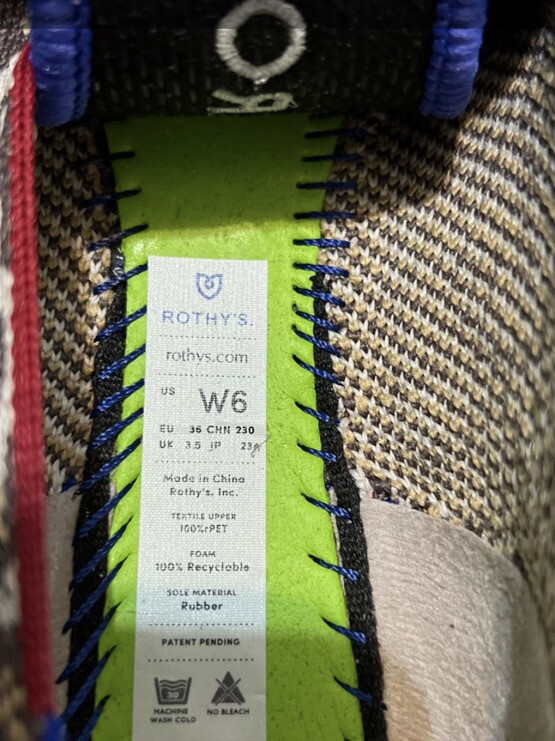 ROTHY'S.
rothys.com
US W6
EU 36 CHN 230
UK 3.5 JP 23
Made in China
Rothy's, Inc.
TEXTILE UPPER
100%rPET
FOAM
100% Recyclable
SOLE MATERIAL
Rubber
PATENT PENDING
30
MACHINE WASH COLD
NO BLEACH